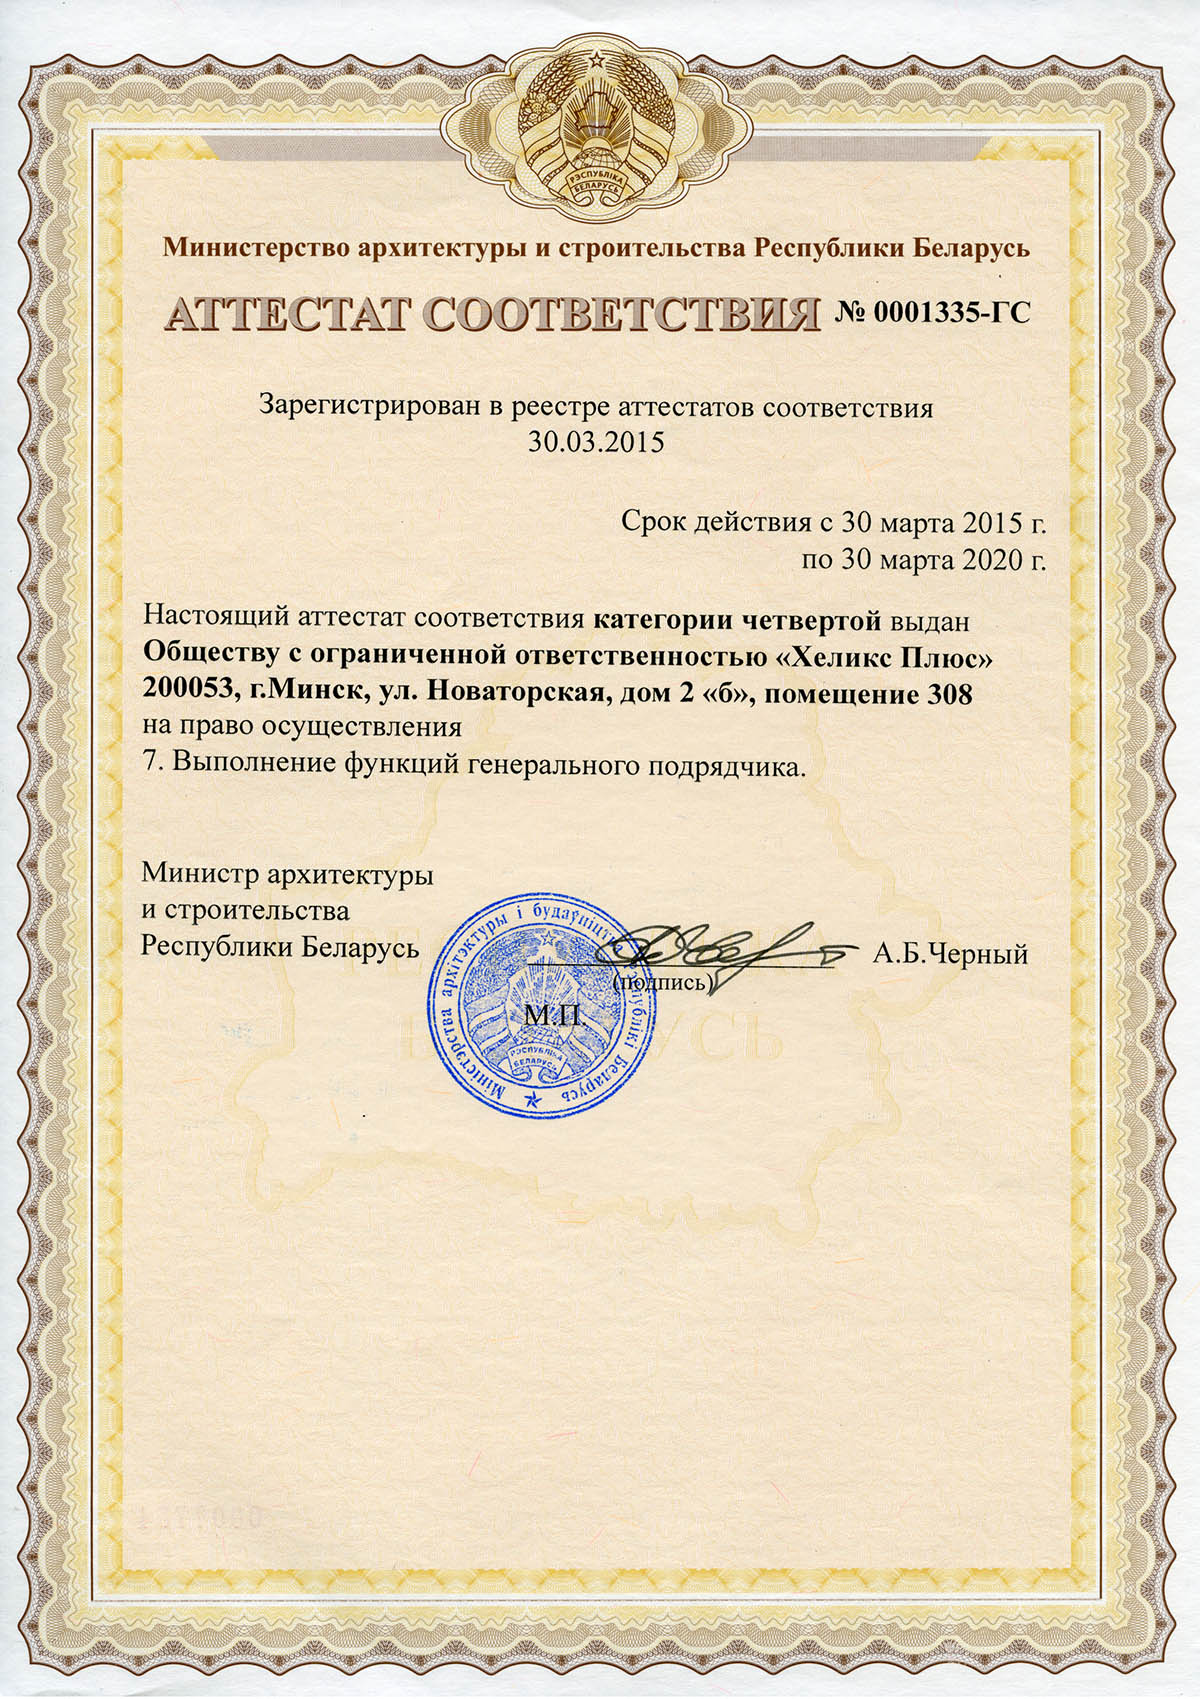 РЭСПУБЛІКА
БЕЛАРУСЬ
Министерство архитектуры и строительства Республики Беларусь
АТТЕСТАТ СООТВЕТСТВИЯ № 0001335-ГС
Зарегистрирован в реестре аттестатов соответствия
30.03.2015
Срок действия с 30 марта 2015 г.
по 30 марта 2020 г.
Настоящий аттестат соответствия категории четвертой выдан
Обществу с ограниченной ответственностью «Хеликс Плюс»
200053, г.Минск, ул. Новаторская, дом 2 «б», помещение 308
на право осуществления
7. Выполнение функций генерального подрядчика.
Министр архитектуры
и строительства
Республики Беларусь
А.Б.Черный
(подпись)
М.П.
Міністэрства архітэктуры і будаўніцтва Рэспублікі Беларусь
РЭСПУБЛІКА
БЕЛАРУСЬ